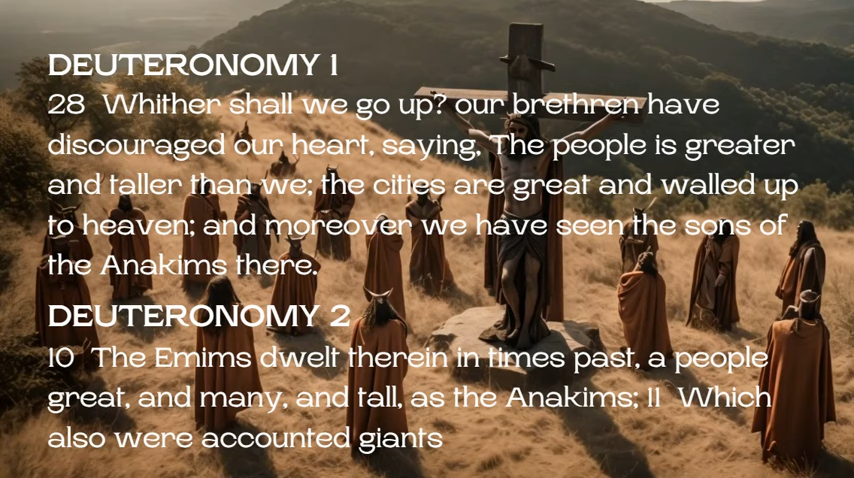 DEUTERONOMY 1
28 Whither shall we go up? our brethren have
discouraged our heart, saying, The people is greater
and taller than we; the cities are great and walled up
to heaven; and moreover we have seen the sons of
the Anakims there.
DEUTERONOMY 2
10 The Emims dwelt therein in times past, a people
great, and many, and tall, as the Anakims; 11 Which
also were accounted giants